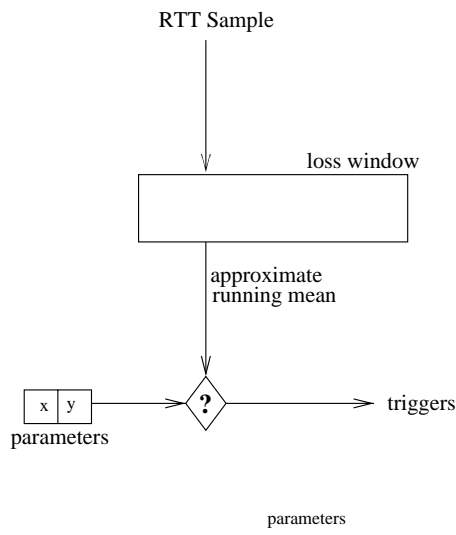 RTT Sample
loss window
approximate
running mean
x y
?
triggers
parameters
parameters